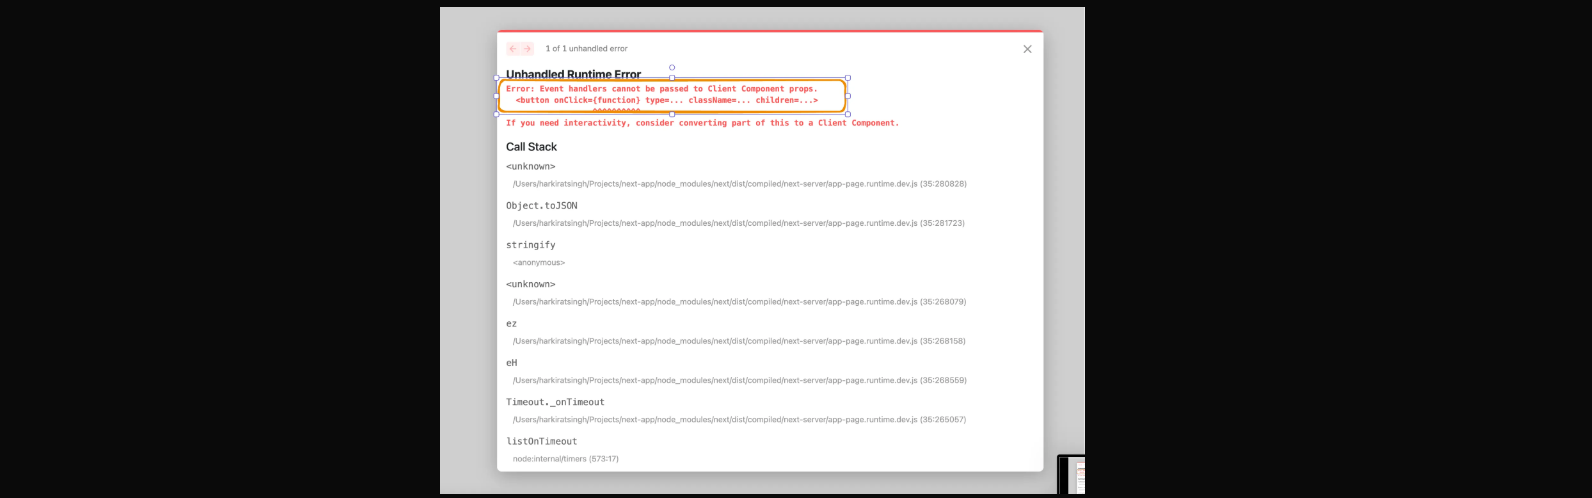 ← → 1 of 1 unhandled error ×
Unhandled Runtime Error
Error: Event handlers cannot be passed to Client Component props.
<button onClick={function} type=... className=... children=...>
^^^^^^^^^^
If you need interactivity, consider converting part of this to a Client Component.
Call Stack
<unknown>
/Users/harkiratsingh/Projects/next-app/node_modules/next/dist/compiled/next-server/app-page.runtime.dev.js (35:280828)
Object.toJSON
/Users/harkiratsingh/Projects/next-app/node_modules/next/dist/compiled/next-server/app-page.runtime.dev.js (35:281723)
stringify
<anonymous>
<unknown>
/Users/harkiratsingh/Projects/next-app/node_modules/next/dist/compiled/next-server/app-page.runtime.dev.js (35:268079)
ez
/Users/harkiratsingh/Projects/next-app/node_modules/next/dist/compiled/next-server/app-page.runtime.dev.js (35:268158)
eH
/Users/harkiratsingh/Projects/next-app/node_modules/next/dist/compiled/next-server/app-page.runtime.dev.js (35:268559)
Timeout._onTimeout
/Users/harkiratsingh/Projects/next-app/node_modules/next/dist/compiled/next-server/app-page.runtime.dev.js (35:265057)
listOnTimeout
node:internal/timers (573:17)